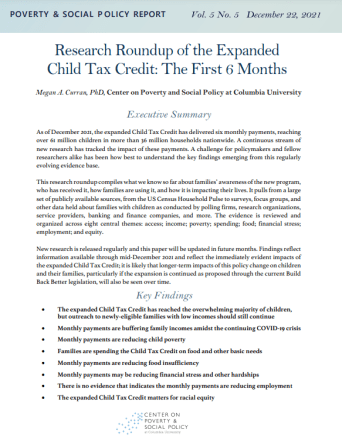 POVERTY & SOCIAL POLICY REPORT Vol. 5 No. 5 December 22, 2021
Research Roundup of the Expanded
Child Tax Credit: The First 6 Months
Megan A. Curran, PhD, Center on Poverty and Social Policy at Columbia University
Executive Summary
As of December 2021, the expanded Child Tax Credit has delivered six monthly payments, reaching
over 61 million children in more than 36 million households nationwide. A continuous stream of
new research has tracked the impact of these payments. A challenge for policymakers and fellow
researchers alike has been how best to understand the key findings emerging from this regularly
evolving evidence base.
This research roundup compiles what we know so far about families' awareness of the new program,
who has received it, how families are using it, and how it is impacting their lives. It pulls from a large
set of publicly available sources, from the US Census Household Pulse to surveys, focus groups, and
other data held about families with children as conducted by polling firms, research organizations,
service providers, banking and finance companies, and more. The evidence is reviewed and
organized across eight central themes: access; income; poverty; spending; food; financial stress;
employment; and equity.
New research is released regularly and this paper will be updated in future months. Findings reflect
information available through mid-December 2021 and reflect the immediately evident impacts of
the expanded Child Tax Credit; it is likely that longer-term impacts of this policy change on children
and their families, particularly if the expansion is continued as proposed through the current Build
Back Better legislation, will also be seen over time.
Key Findings
• The expanded Child Tax Credit has reached the overwhelming majority of children,
but outreach to newly-eligible families with low incomes should still continue
• Monthly payments are buffering family incomes amidst the continuing COVID-19 crisis
• Monthly payments are reducing child poverty
• Families are spending the Child Tax Credit on food and other basic needs
• Monthly payments are reducing food insufficiency
• Monthly payments may be reducing financial stress and other hardships
• There is no evidence that indicates the monthly payments are reducing employment
• The expanded Child Tax Credit matters for racial equity
CENTER ON
POVERTY &
SOCIAL POLICY